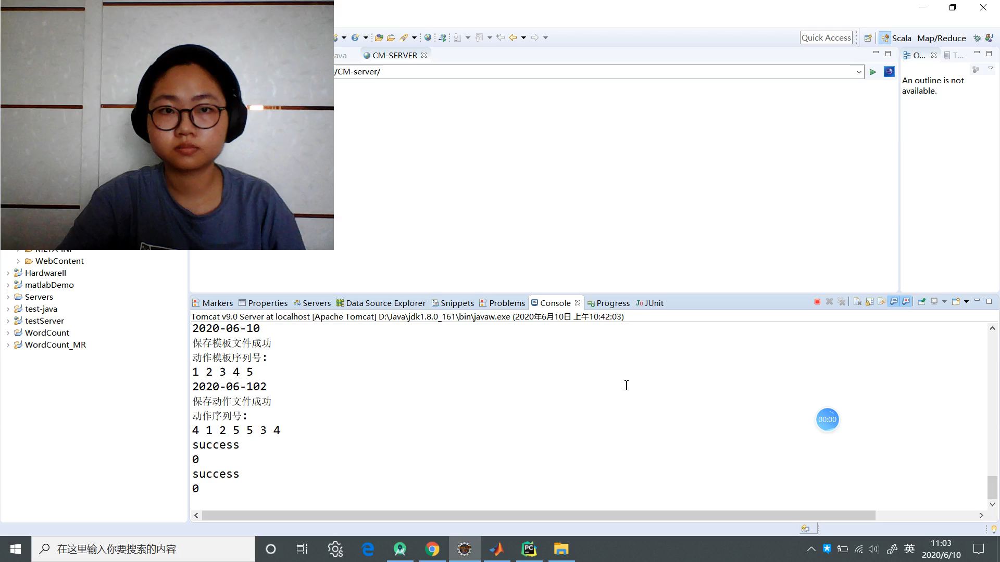 Quick Access
Scala
Map/Reduce
ava
CM-SERVER
O...
T...
/CM-server/
An outline is not
available.
META-INF
WebContent
HardwareII
matlabDemo
Servers
test-java
testServer
WordCount
WordCount_MR
Markers
Properties
Servers
Data Source Explorer
Snippets
Problems
Console
Progress
JUnit
Tomcat v9.0 Server at localhost [Apache Tomcat] D:\Java\jdk1.8.0_161\bin\javaw.exe (2020年6月10日 上午10:42:03)
2020-06-10
保存模板文件成功
动作模板序列号:
1 2 3 4 5
2020-06-102
保存动作文件成功
动作序列号:
4 1 2 5 5 3 4
success
0
success
0
00:00
在这里输入你要搜索的内容
PC
英
11:03
2020/6/10